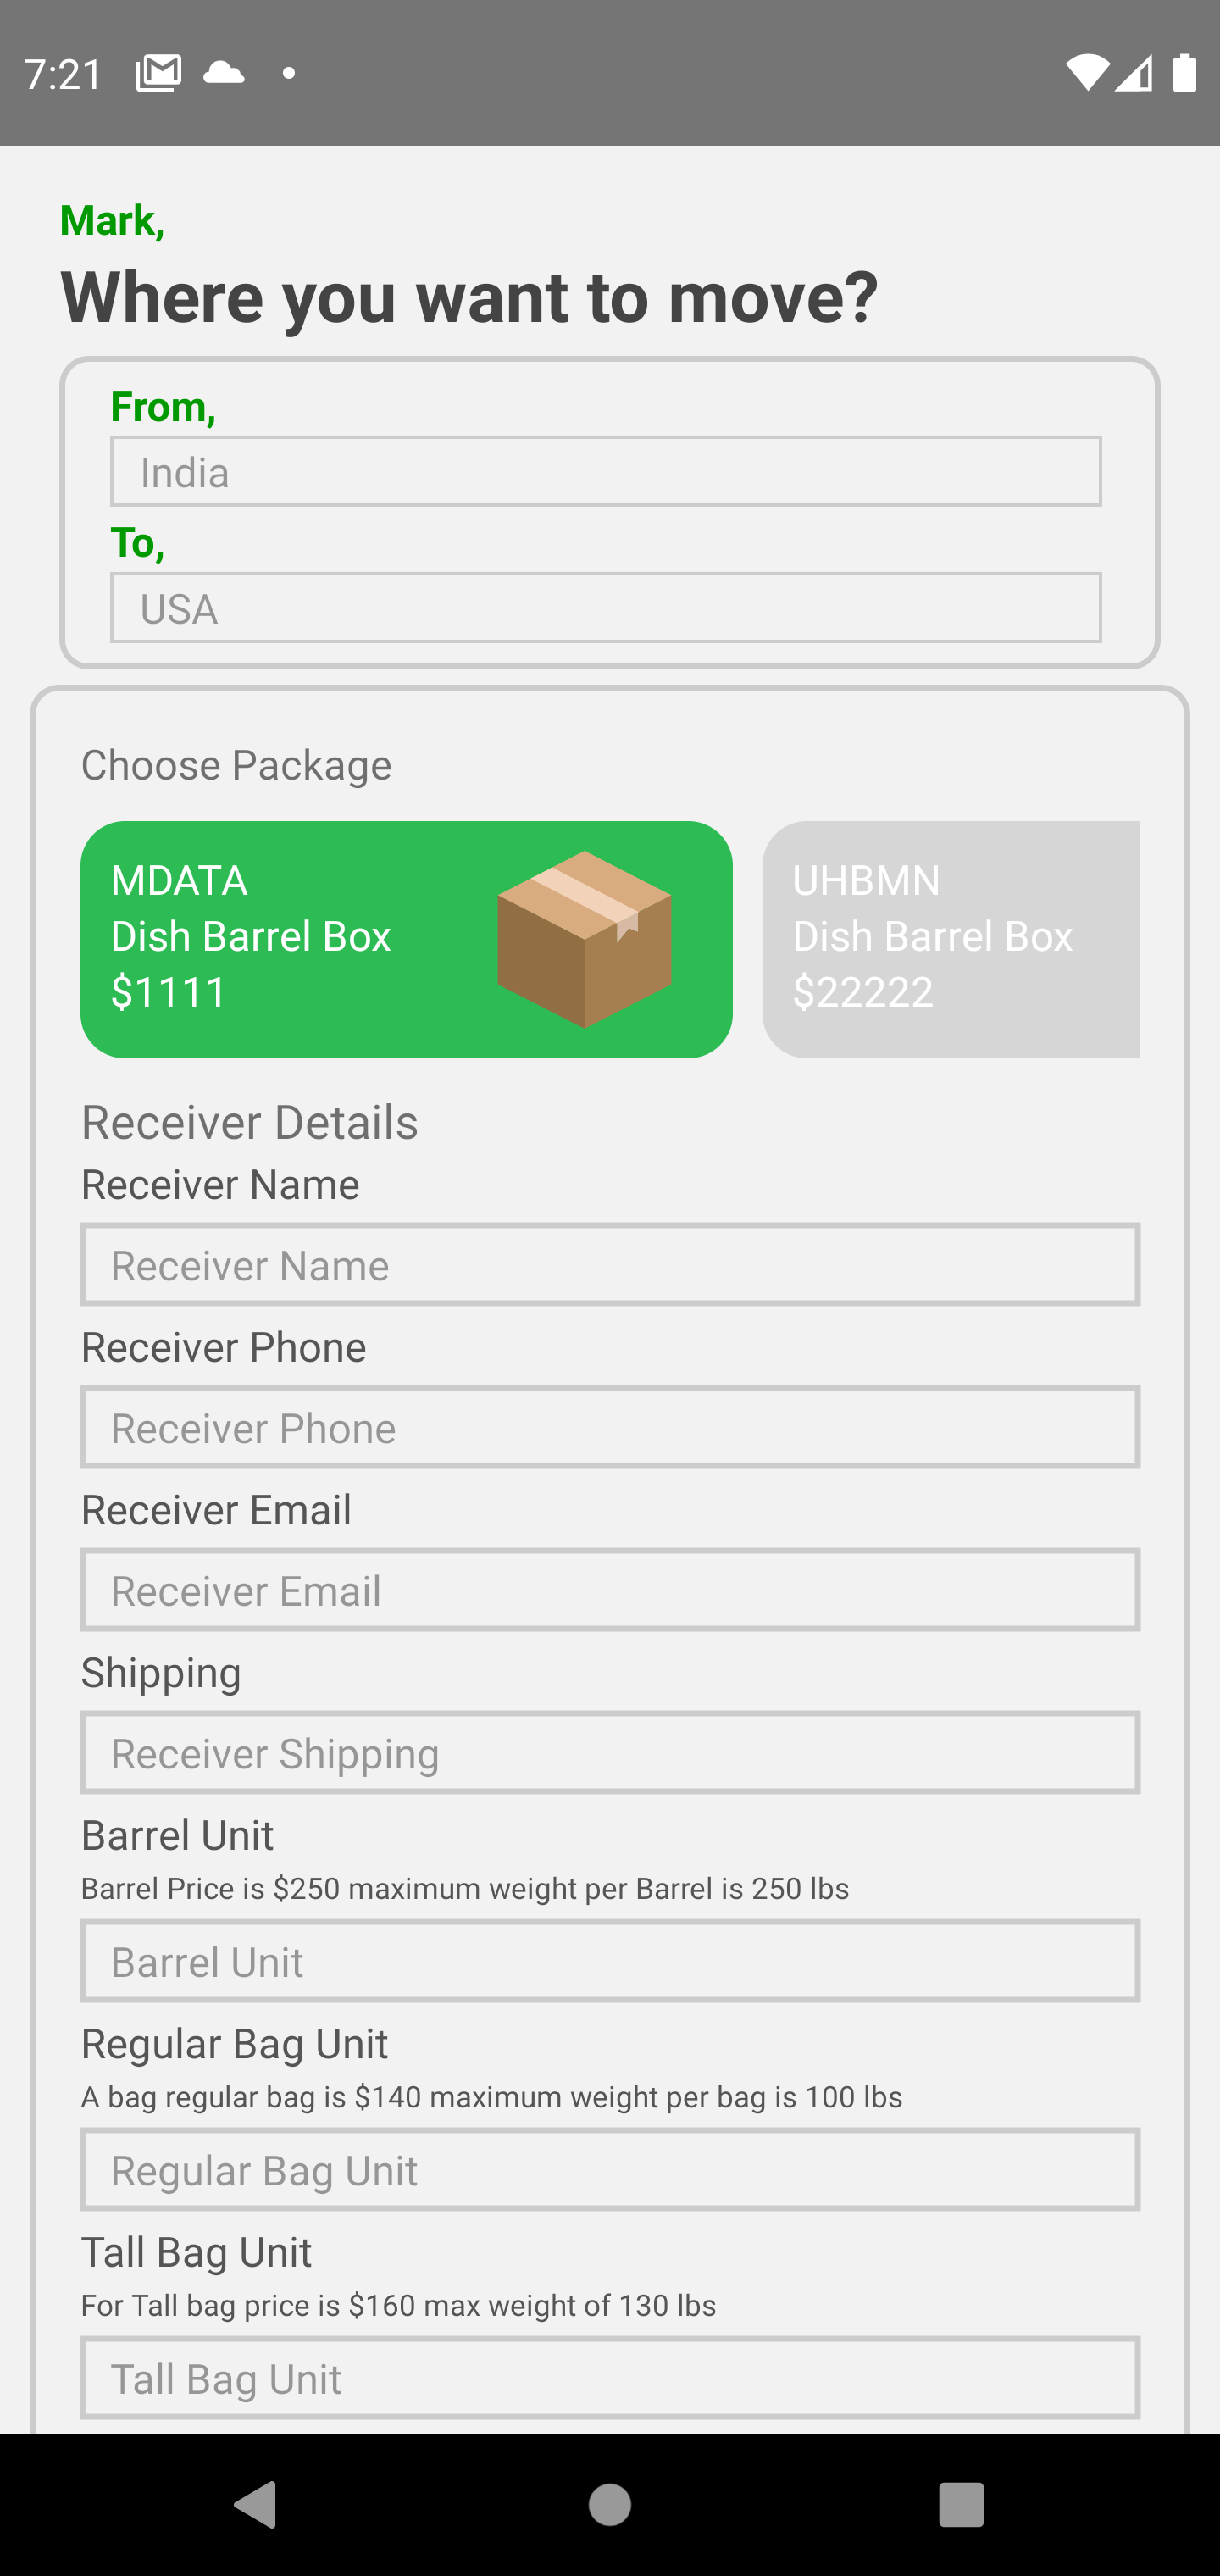 7:21
Mark,
Where you want to move?
From,
India
To,
USA
Choose Package
MDATA
Dish Barrel Box
$1111
UHBMN
Dish Barrel Box
$22222
Receiver Details
Receiver Name
Receiver Name
Receiver Phone
Receiver Phone
Receiver Email
Receiver Email
Shipping
Receiver Shipping
Barrel Unit
Barrel Price is $250 maximum weight per Barrel is 250 lbs
Barrel Unit
Regular Bag Unit
A bag regular bag is $140 maximum weight per bag is 100 lbs
Regular Bag Unit
Tall Bag Unit
For Tall bag price is $160 max weight of 130 lbs
Tall Bag Unit